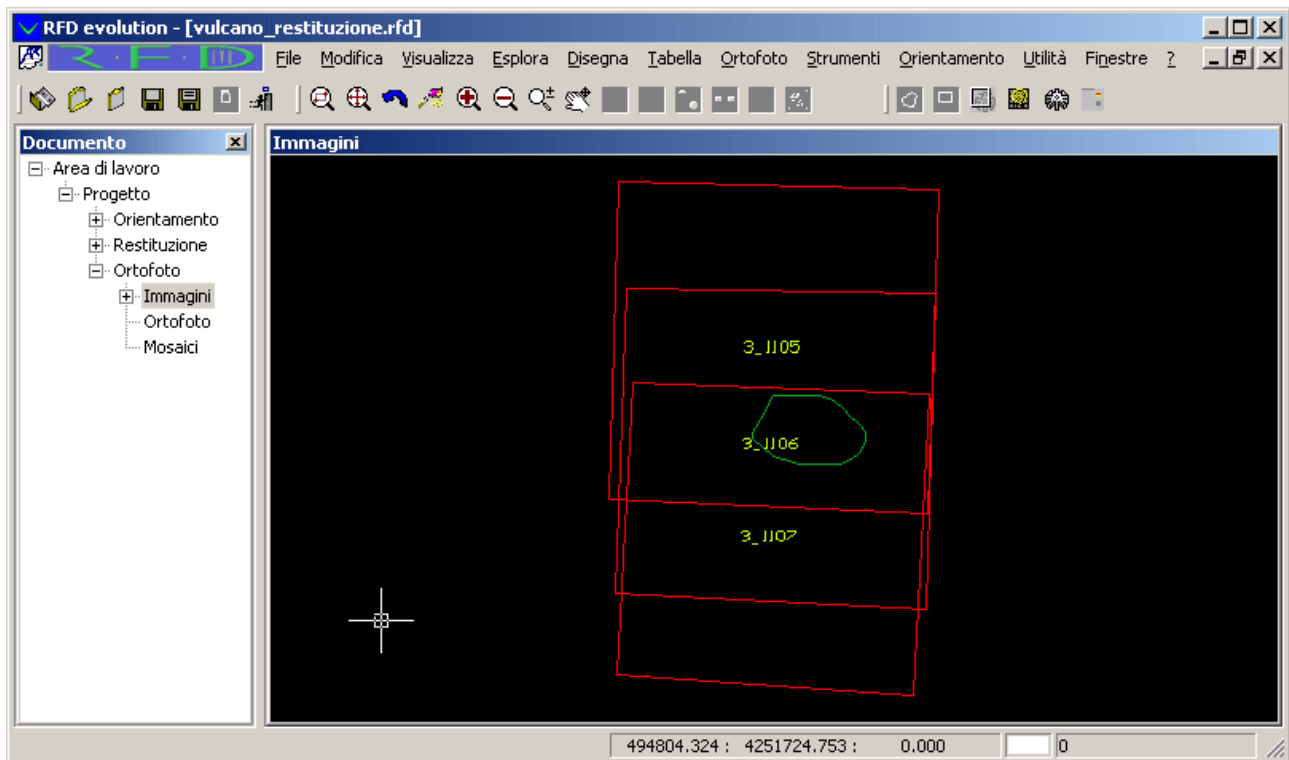 RFD evolution - [vulcano_restituzione.rfd]
R·F·D File Modifica Visualizza Esplora Disegna Tabella Ortofoto Strumenti Orientamento Utilità Finestre ?
Documento
Area di lavoro
Progetto
Orientamento
Restituzione
Ortofoto
Immagini
Ortofoto
Mosaici
Immagini
3_1105
3_1106
3_1107
494804.324 : 4251724.753 : 0.000 0